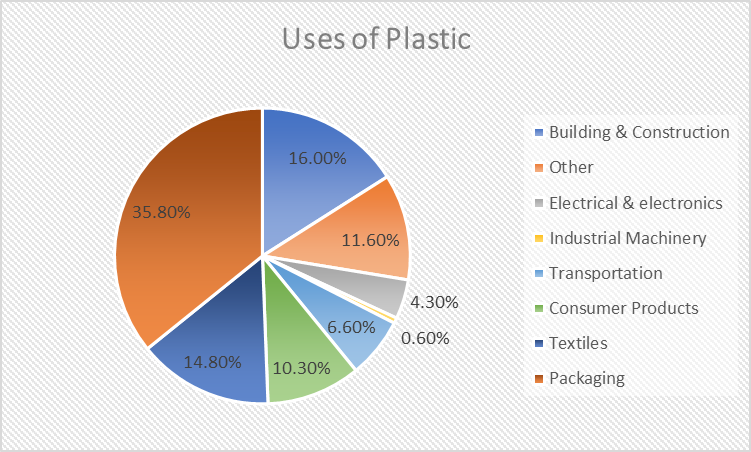 Uses of Plastic
16.00%
11.60%
4.30%
0.60%
6.60%
10.30%
14.80%
35.80%
Building & Construction
Other
Electrical & electronics
Industrial Machinery
Transportation
Consumer Products
Textiles
Packaging